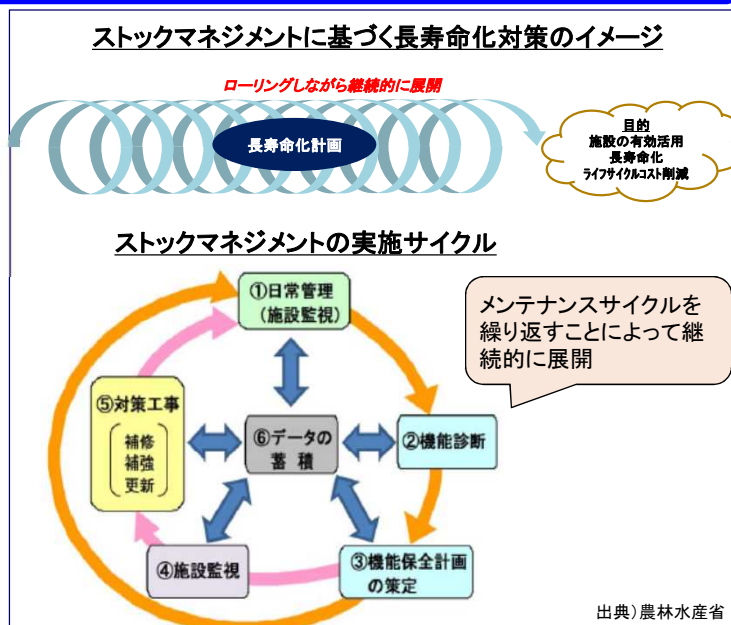 ストックマネジメントに基づく長寿命化対策のイメージ
ローリングしながら継続的に展開
長寿命化計画
目的
施設の有効活用
長寿命化
ライフサイクルコスト削減
ストックマネジメントの実施サイクル
①日常管理
（施設監視）
メンテナンスサイクルを
繰り返すことによって継
続的に展開
⑤対策工事
補修
補強
更新
⑥データの
蓄 積
②機能診断
④施設監視
③機能保全計画
の策定
出典）農林水産省